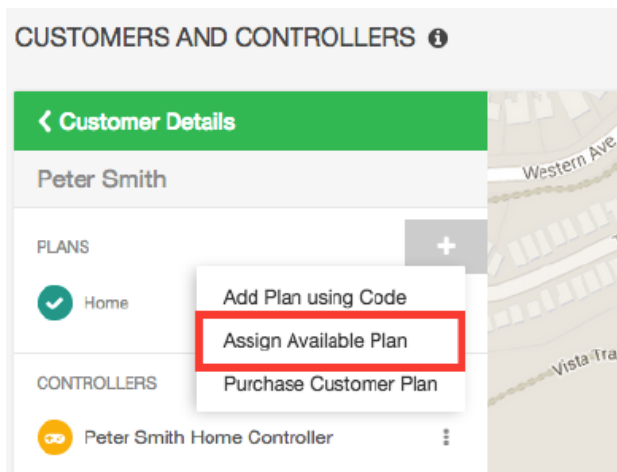 CUSTOMERS AND CONTROLLERS
Customer Details
Western Ave
Peter Smith
PLANS
Home
Add Plan using Code
Assign Available Plan
Purchase Customer Plan
Vista Tra
CONTROLLERS
Peter Smith Home Controller